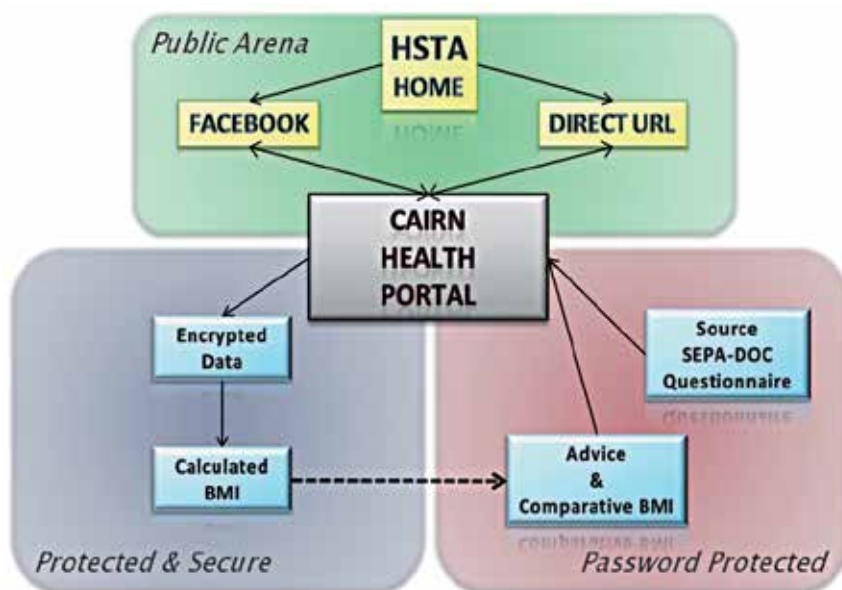 Public Arena
HSTA
HOME
FACEBOOK
DIRECT URL
CAIRN
HEALTH
PORTAL
Encrypted
Data
Source
SEPA-DOC
Questionnaire
Calculated
BMI
Advice
&
Comparative BMI
Protected & Secure
Password Protected